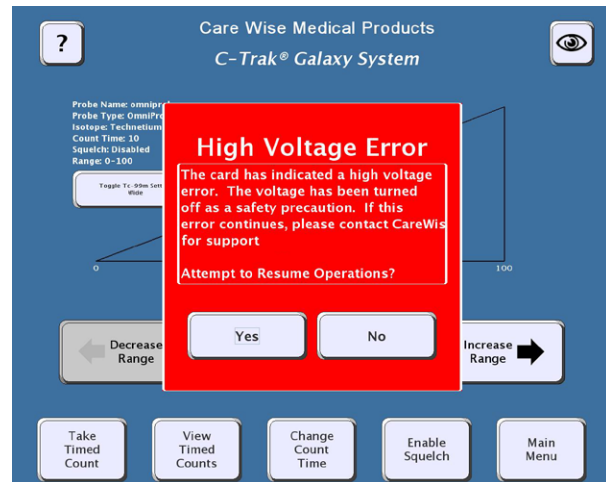 ?
Care Wise Medical Products
C-Trak® Galaxy System
Probe Name:
Probe Type:
Isotope: Technetium
Count Time: 10
Squelch: Disabled
Range: 0-100
Toggle Tc-99m Sett
Wide
High Voltage Error
The card has indicated a high voltage
error. The voltage has been turned
off as a safety precaution. If this
error continues, please contact CareWis
for support
Attempt to Resume Operations?
Yes
No
0
100
Decrease
Range
Increase
Range
Take
Timed
Count
View
Timed
Counts
Change
Count
Time
Enable
Squelch
Main
Menu